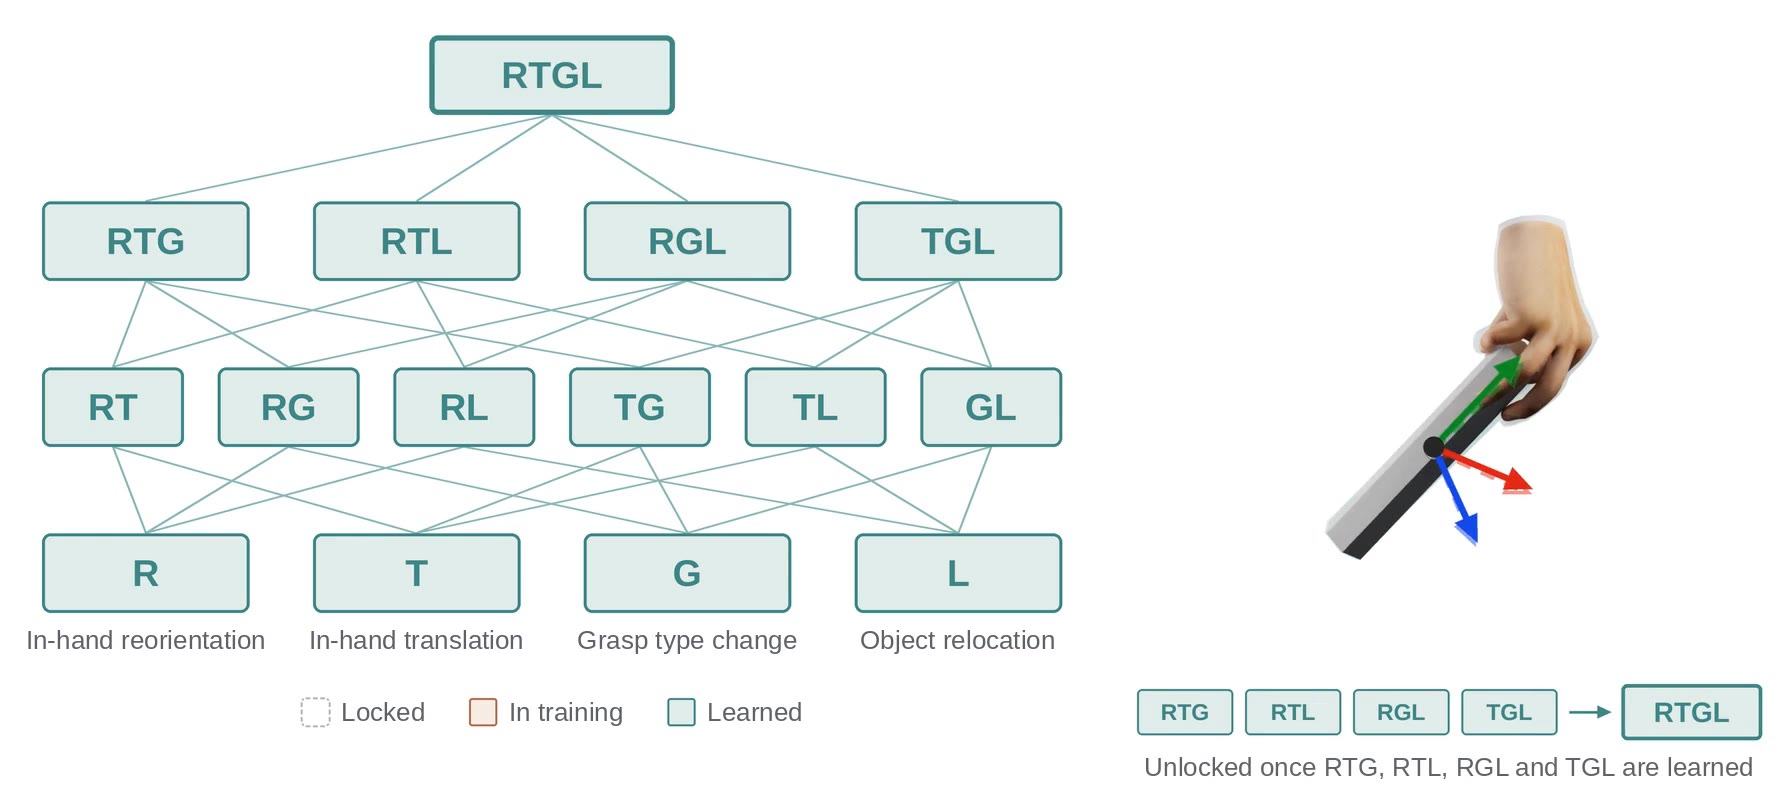 RTGL
RTG
RTL
RGL
TGL
RT
RG
RL
TG
TL
GL
R
T
G
L
In-hand reorientation
In-hand translation
Grasp type change
Object relocation
Locked
In training
Learned
RTG
RTL
RGL
TGL
RTGL
Unlocked once RTG, RTL, RGL and TGL are learned